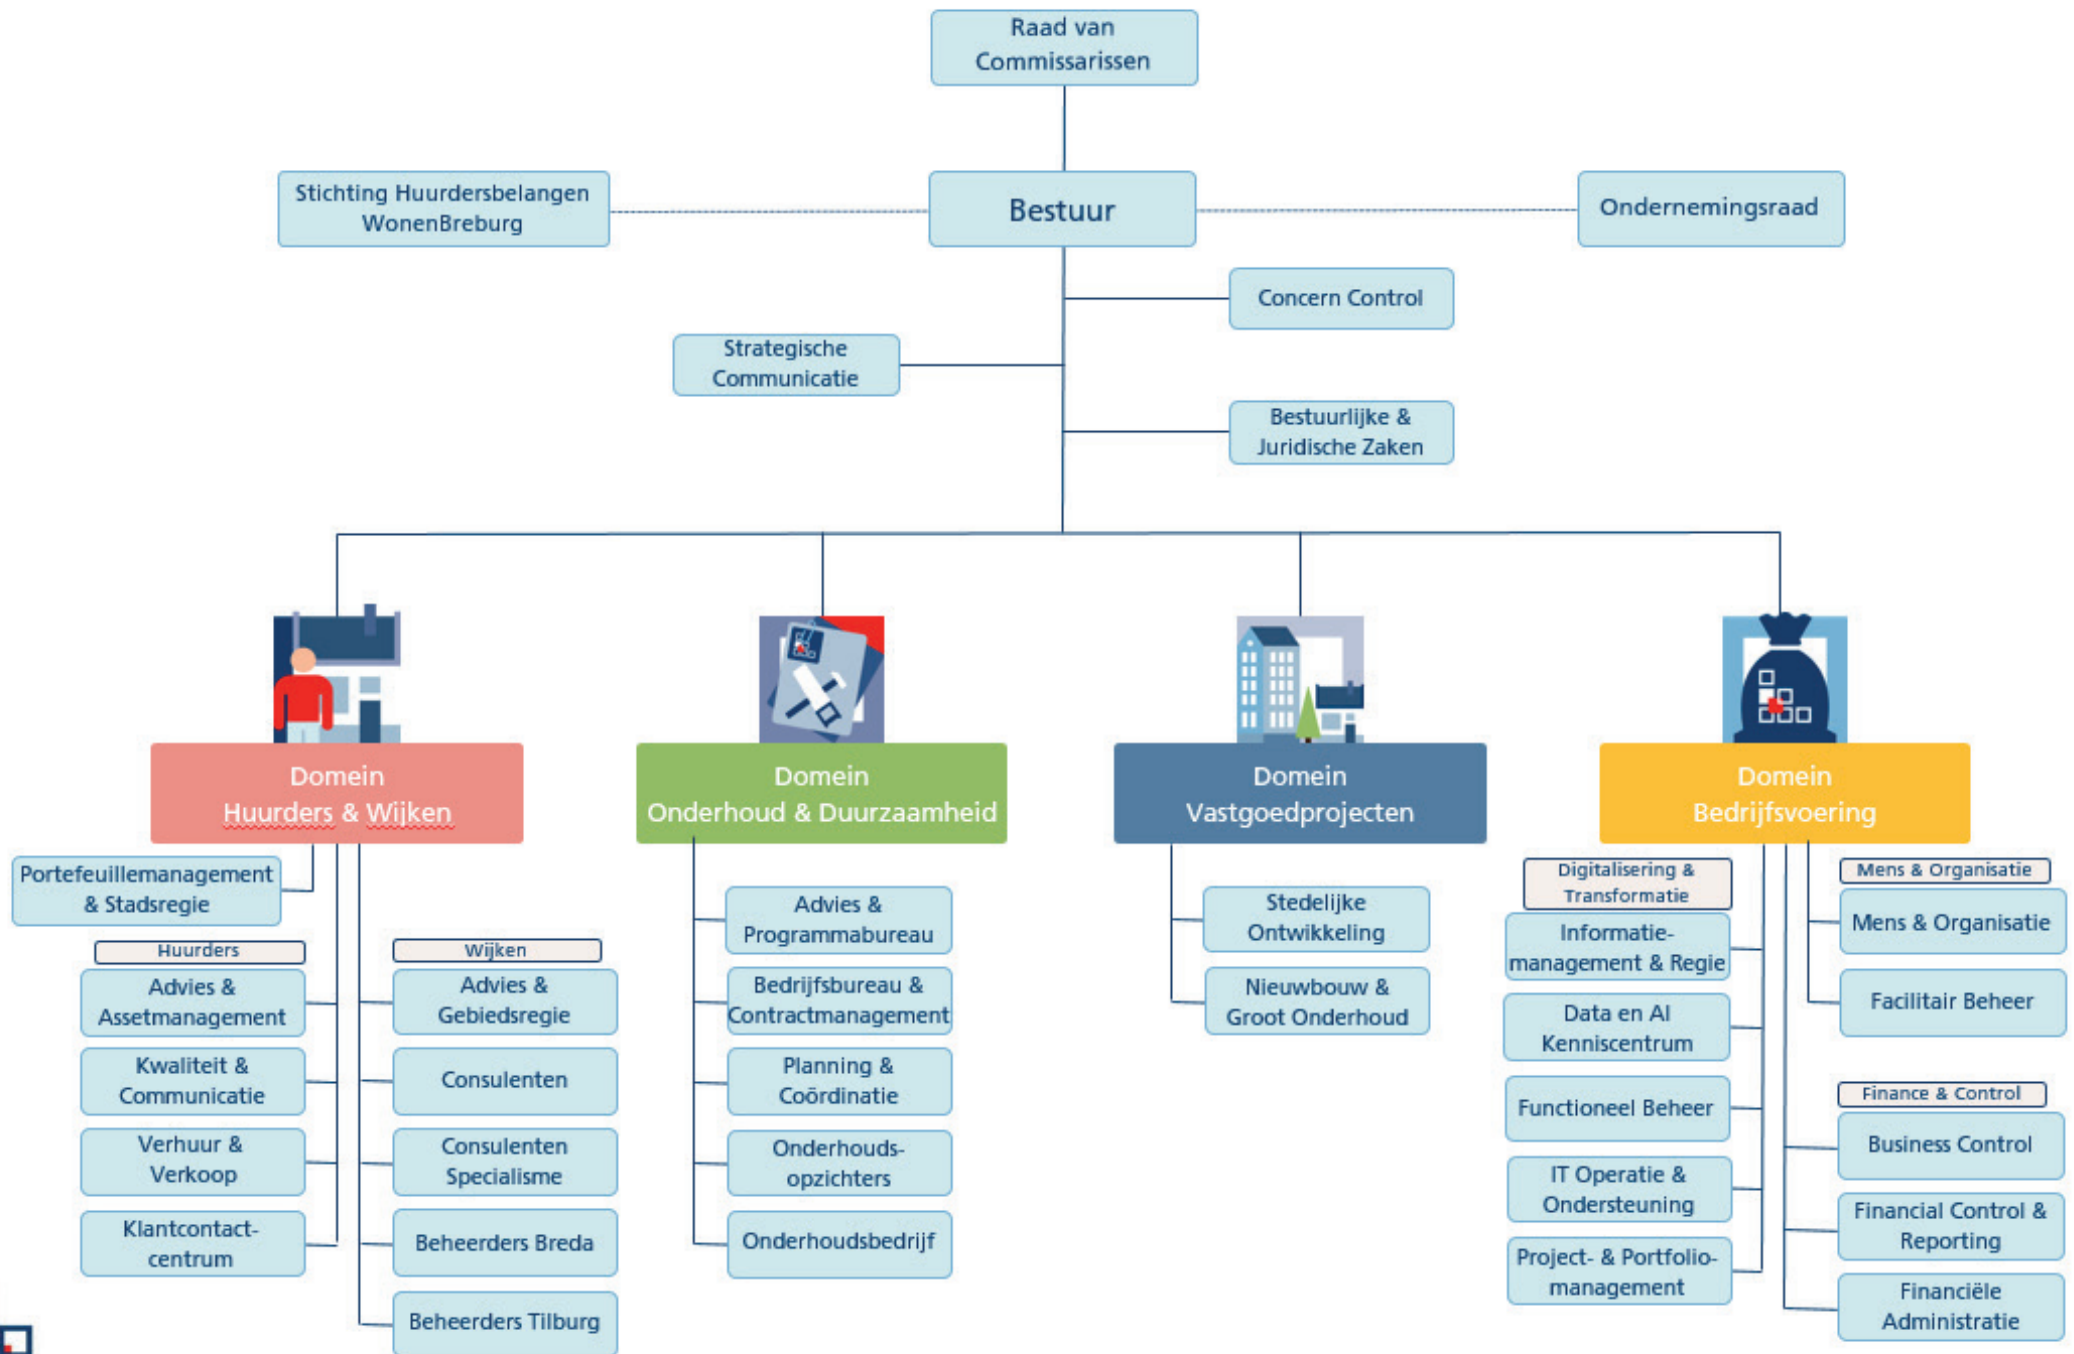 Raad van
Commissarissen
Stichting Huurdersbelangen
WonenBreburg
Bestuur
Ondernemingsraad
Concern Control
Strategische
Communicatie
Bestuurlijke &
Juridische Zaken
Domein
Huurders & Wijken
Portefeuillemanagement
& Stadsregie
Huurders
Advies &
Assetmanagement
Kwaliteit &
Communicatie
Verhuur &
Verkoop
Klantcontact-
centrum
Wijken
Advies &
Gebiedsregie
Consulenten
Consulenten
Specialisme
Beheerders Breda
Beheerders Tilburg
Domein
Onderhoud & Duurzaamheid
Advies &
Programmabureau
Bedrijfsbureau &
Contractmanagement
Planning &
Coördinatie
Onderhouds-
opzichters
Onderhoudsbedrijf
Domein
Vastgoedprojecten
Stedelijke
Ontwikkeling
Nieuwbouw &
Groot Onderhoud
Domein
Bedrijfsvoering
Digitalisering &
Transformatie
Informatie-
management & Regie
Data en AI
Kenniscentrum
Functioneel Beheer
IT Operatie &
Ondersteuning
Project- & Portfolio-
management
Mens & Organisatie
Mens & Organisatie
Facilitair Beheer
Finance & Control
Business Control
Financial Control &
Reporting
Financiële
Administratie